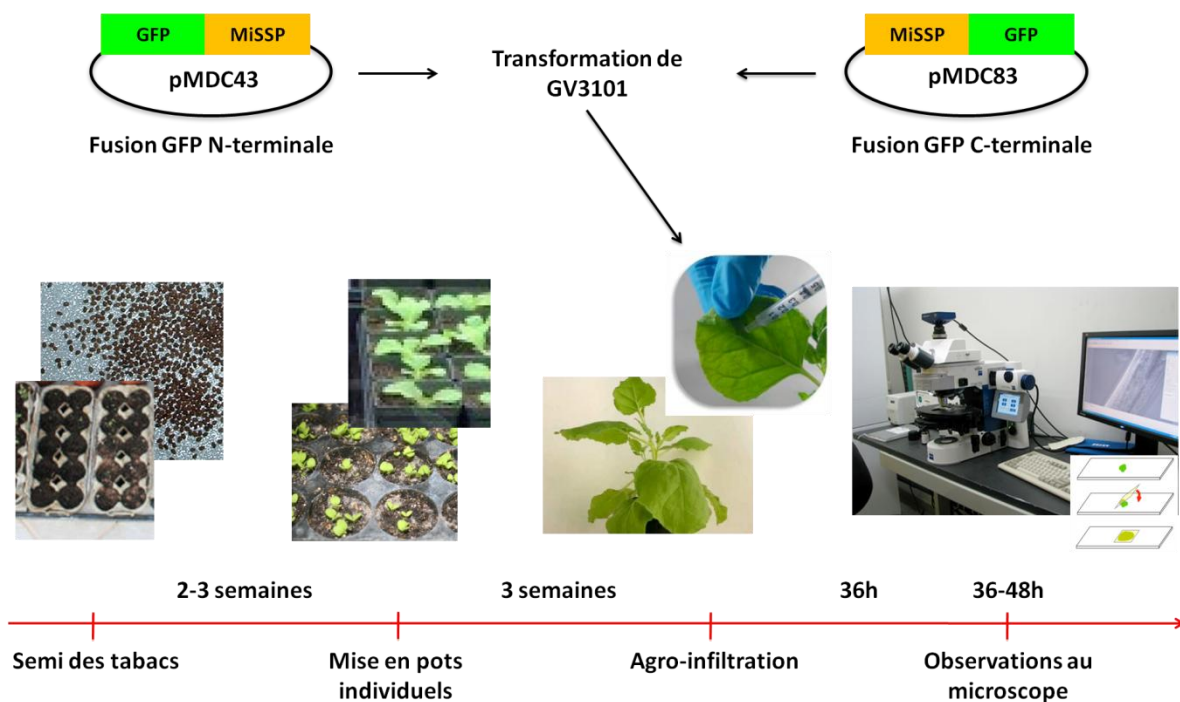 GFP MiSSP
pMDC43
Fusion GFP N-terminale
Transformation de
GV3101
MiSSP GFP
pMDC83
Fusion GFP C-terminale
2-3 semaines
3 semaines
36h
36-48h
Semi des tabacs
Mise en pots
individuels
Agro-infiltration
Observations au
microscope